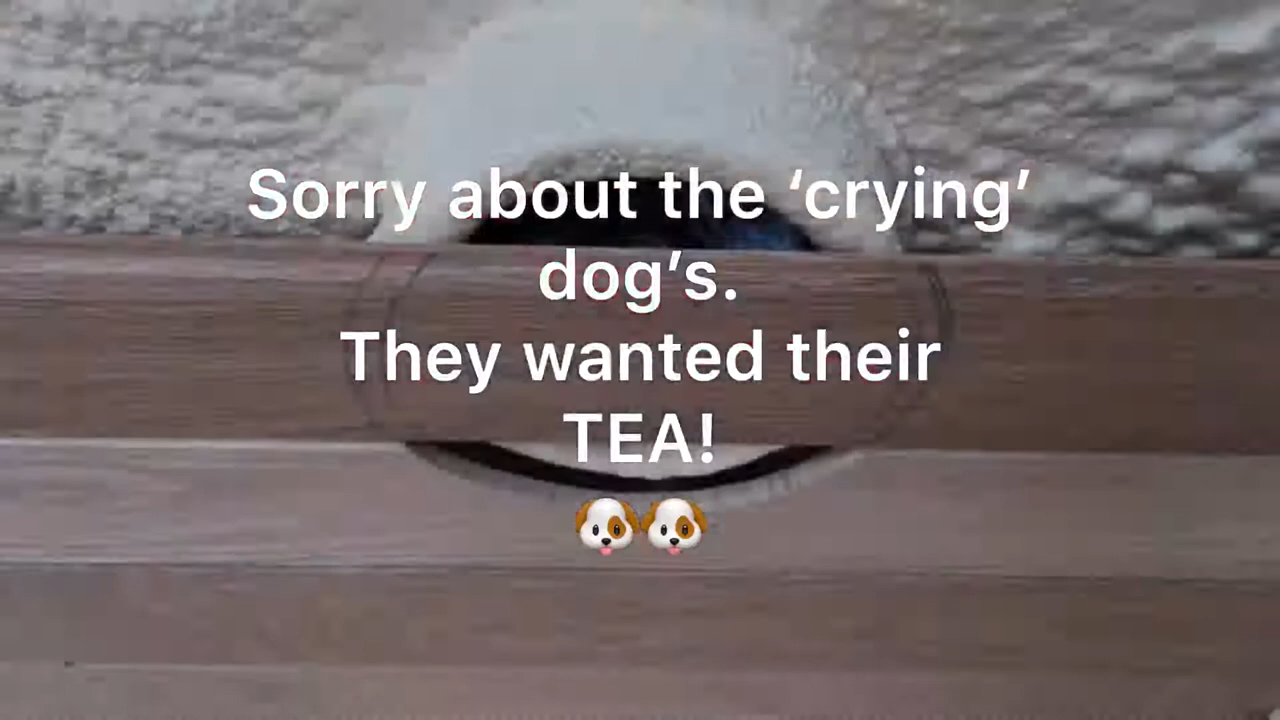 Sorry about the ‘crying’
dog’s.
They wanted their
TEA!
🐶🐶